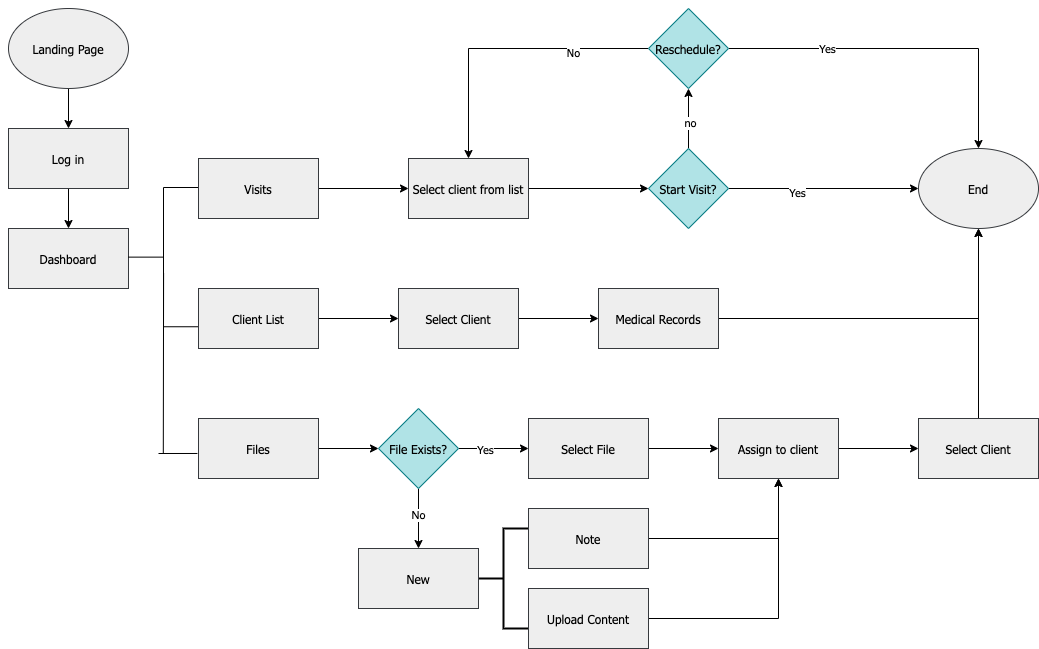 Landing Page
Reschedule?
No
Yes
no
Log in
Visits
Select client from list
Start Visit?
Yes
End
Dashboard
Client List
Select Client
Medical Records
Files
File Exists?
Yes
Select File
Assign to client
Select Client
No
Note
New
Upload Content